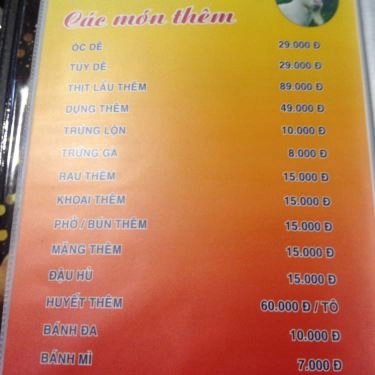 Các món thêm
ÓC DÊ 29.000 Đ
TỦY DÊ 29.000 Đ
THỊT LẨU THÊM 89.000 Đ
DỰNG THÊM 49.000 Đ
TRỨNG LỘN 10.000 Đ
TRỨNG GÀ 8.000 Đ
RAU THÊM 15.000 Đ
KHOAI THÊM 15.000 Đ
PHỞ / BÚN THÊM 15.000 Đ
MĂNG THÊM 15.000 Đ
ĐẬU HŨ 15.000 Đ
HUYẾT THÊM 60.000 Đ / TÔ
BÁNH ĐA 10.000 Đ
BÁNH MÌ 7.000 Đ